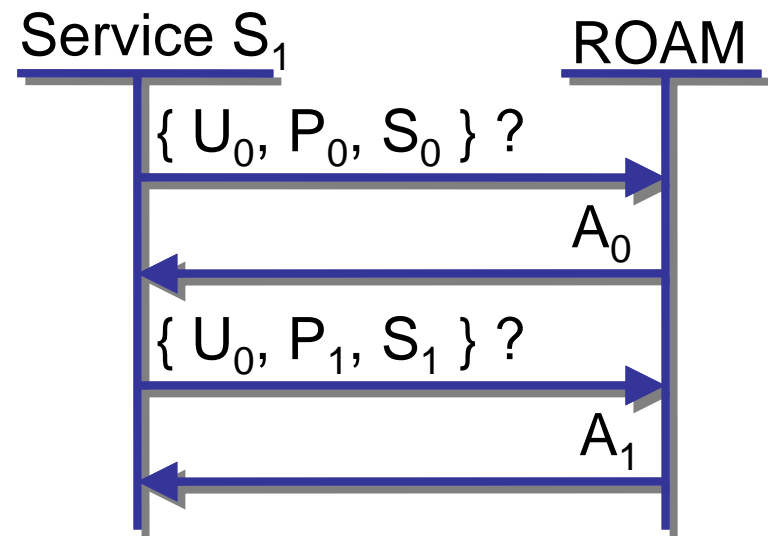 Service S₁
ROAM
{ U₀, P₀, S₀ } ?
A₀
{ U₀, P₁, S₁ } ?
A₁